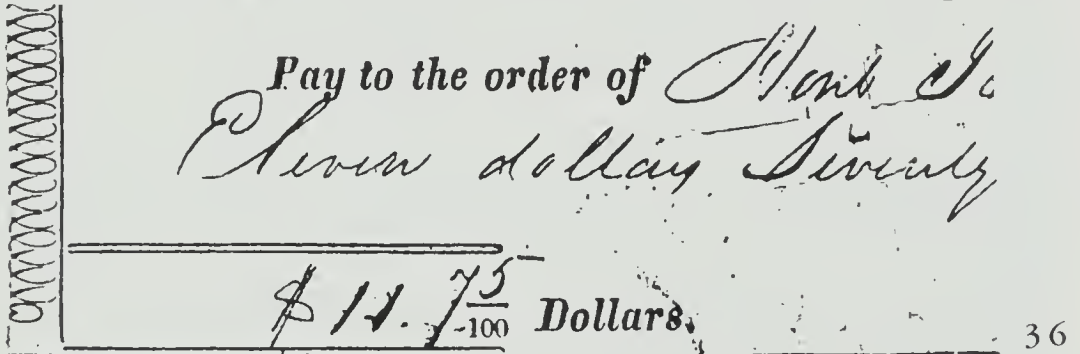 Pay to the order of
Eleven dollars Seventy
$ 11. 75/100 Dollars.
36